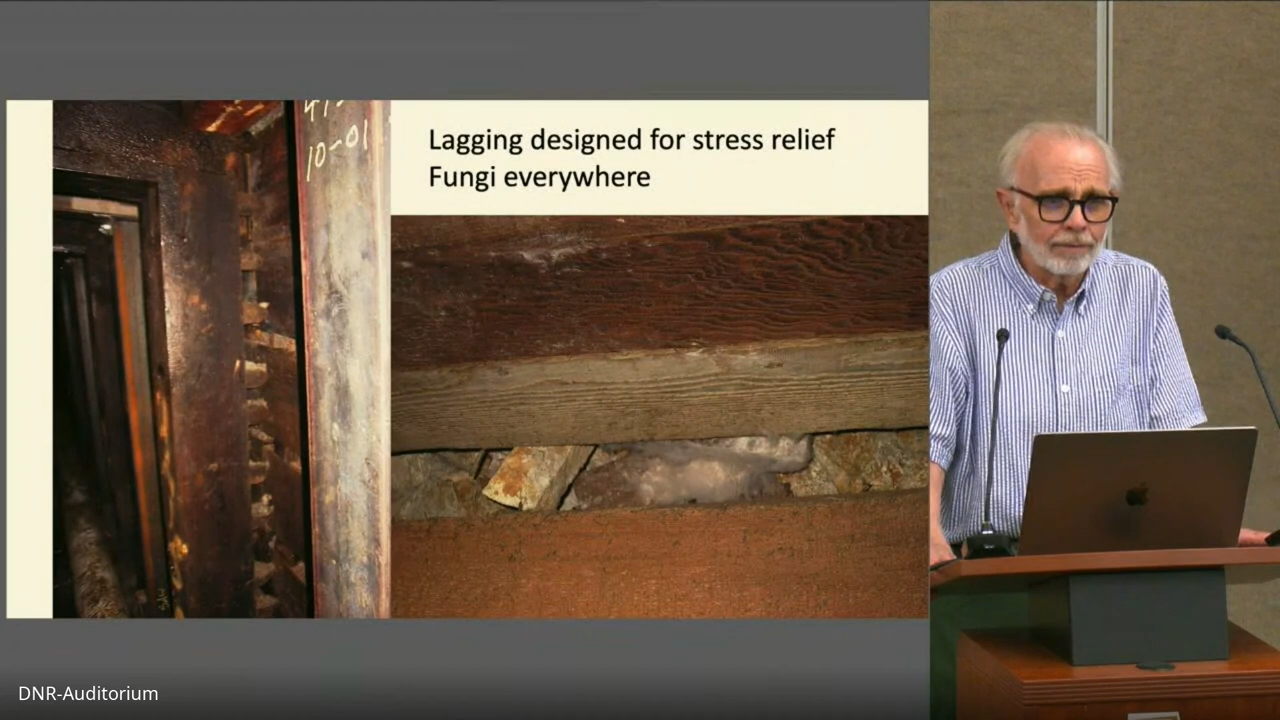 10-01
Lagging designed for stress relief
Fungi everywhere
DNR-Auditorium